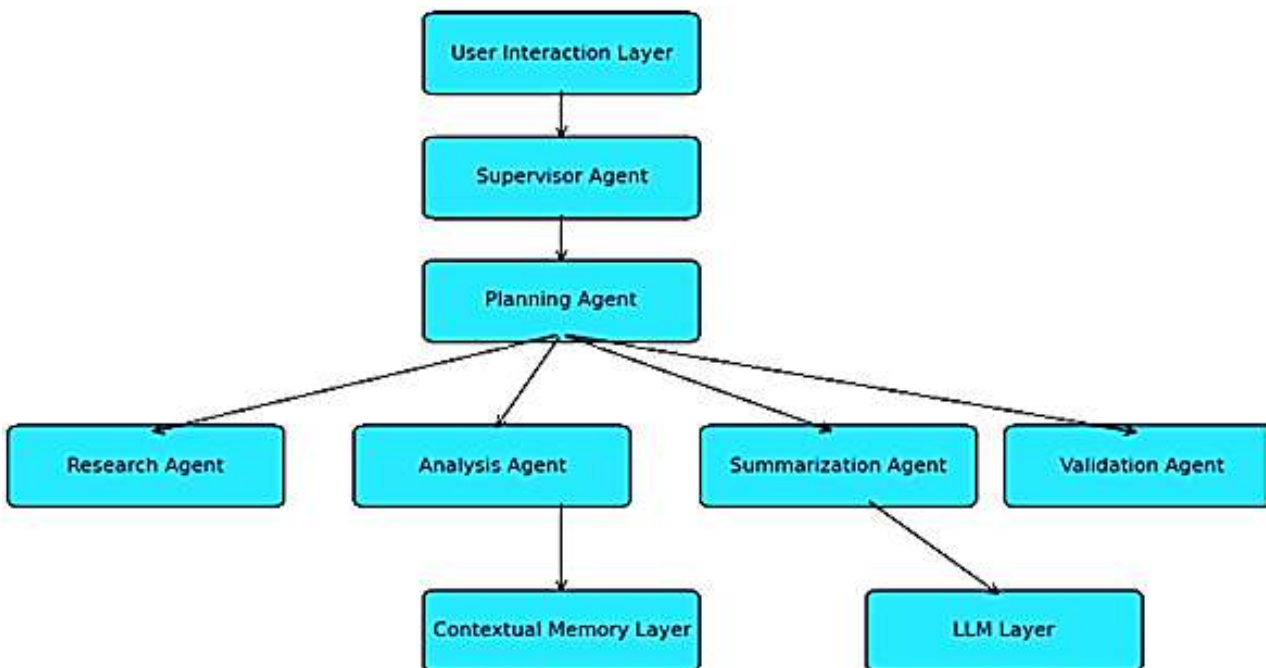 User Interaction Layer
Supervisor Agent
Planning Agent
Research Agent
Analysis Agent
Summarization Agent
Validation Agent
Contextual Memory Layer
LLM Layer